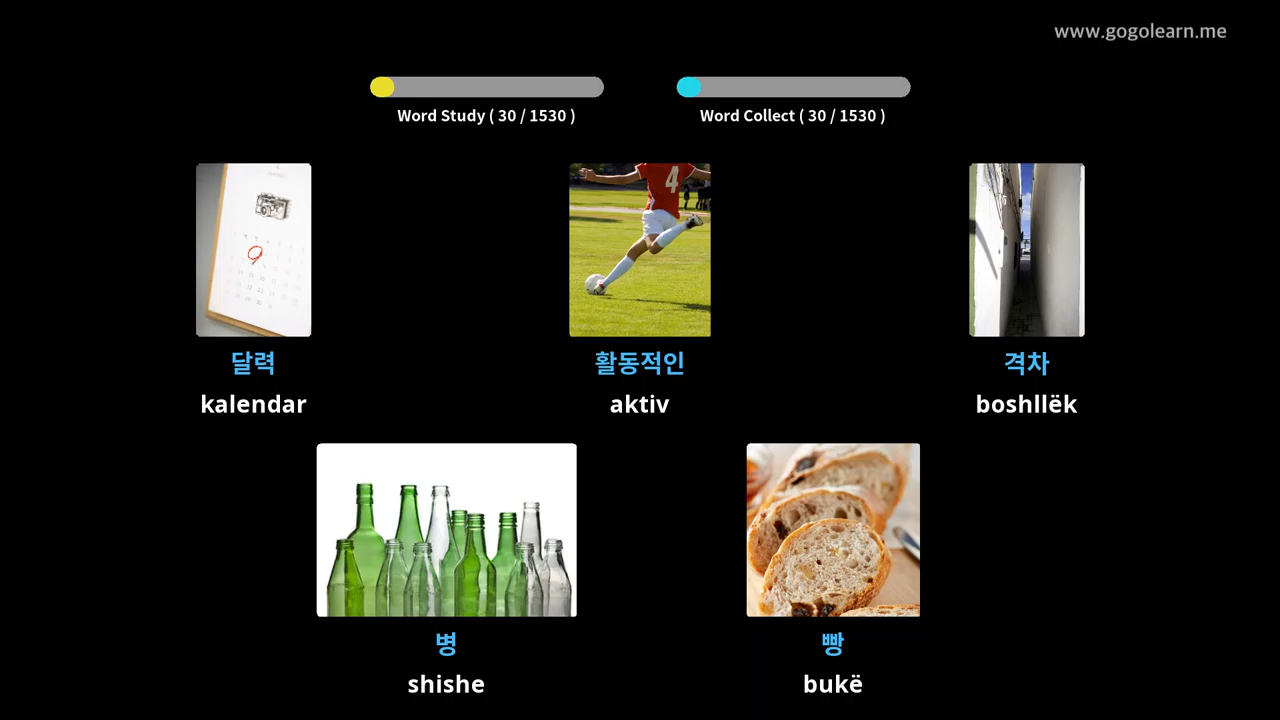 www.gogolearn.me
Word Study ( 30 / 1530 )
Word Collect ( 30 / 1530 )
4
달력
kalendar
활동적인
aktiv
격차
boshllëk
병
shishe
빵
bukë